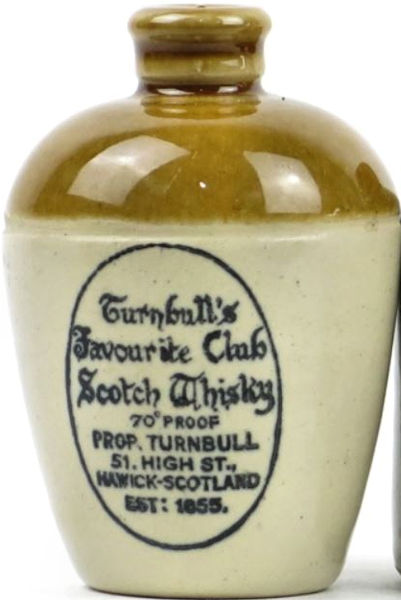 Turnbull's
Favourite Club
Scotch Whisky
70° PROOF
PROP. TURNBULL
51. HIGH ST.,
HAWICK-SCOTLAND
EST: 1855.